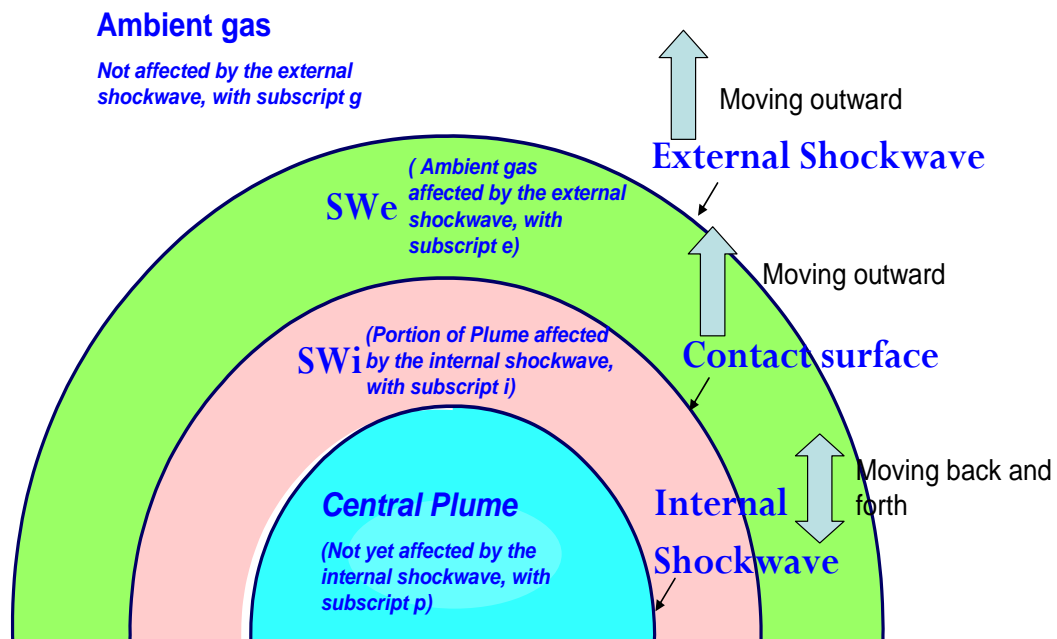 Ambient gas
Not affected by the external
shockwave, with subscript g
Moving outward
External Shockwave
SWe
( Ambient gas
affected by the external
shockwave, with
subscript e)
Moving outward
SWi
(Portion of Plume affected
by the internal shockwave,
with subscript i)
Contact surface
Moving back and
forth
Internal
Shockwave
Central Plume
(Not yet affected by the
internal shockwave, with
subscript p)